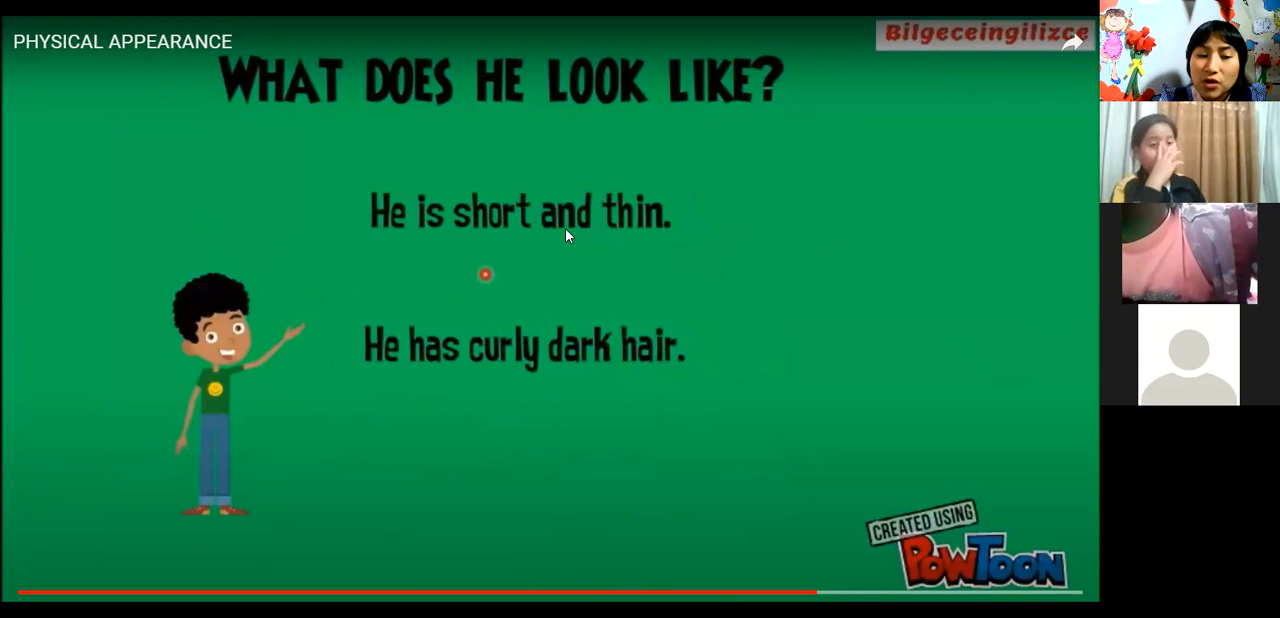 PHYSICAL APPEARANCE
Bilgeceingilizce
WHAT DOES HE LOOK LIKE?
He is short and thin.
He has curly dark hair.
CREATED USING
POWTOON